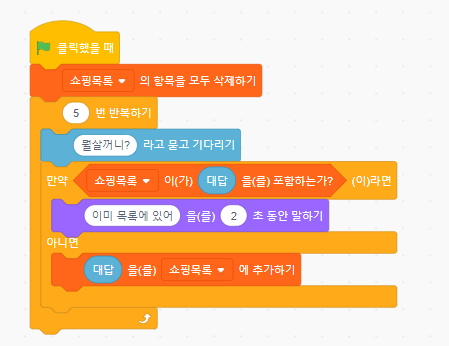 클릭했을 때
쇼핑목록 의 항목을 모두 삭제하기
5 번 반복하기
뭘살꺼니? 라고 묻고 기다리기
만약 쇼핑목록 이(가) 대답 을(를) 포함하는가? (이)라면
이미 목록에 있어 을(를) 2 초 동안 말하기
아니면
대답 을(를) 쇼핑목록 에 추가하기